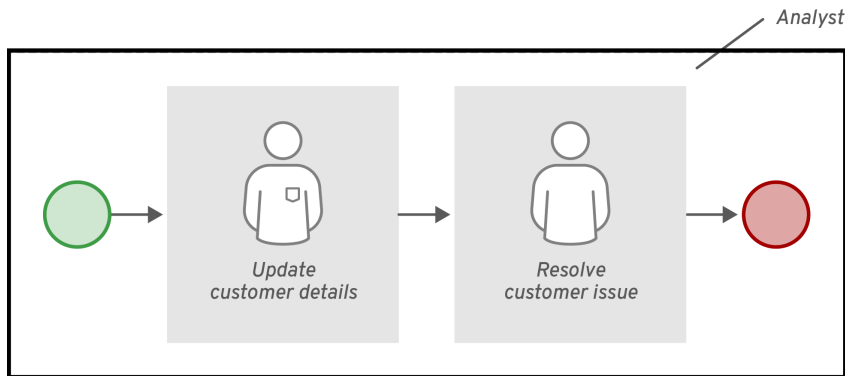 Analyst
Update
customer details
Resolve
customer issue